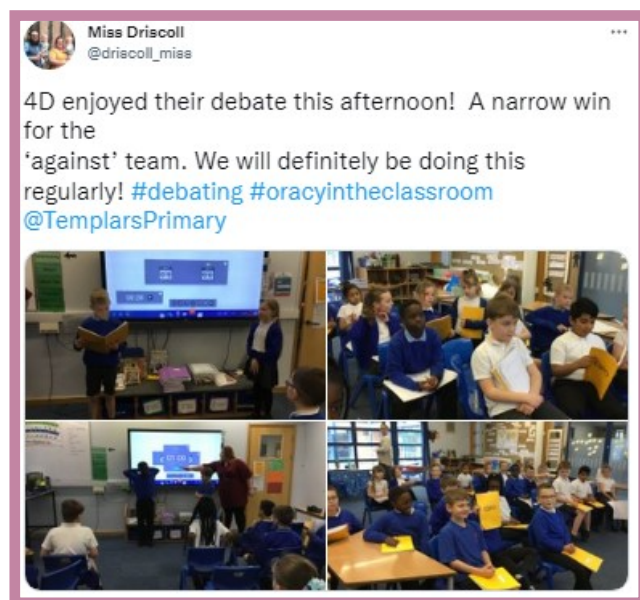 Miss Driscoll
@driscoll_miss
4D enjoyed their debate this afternoon!  A narrow win
for the
‘against’ team. We will definitely be doing this
regularly! #debating #oracyintheclassroom
@TemplarsPrimary